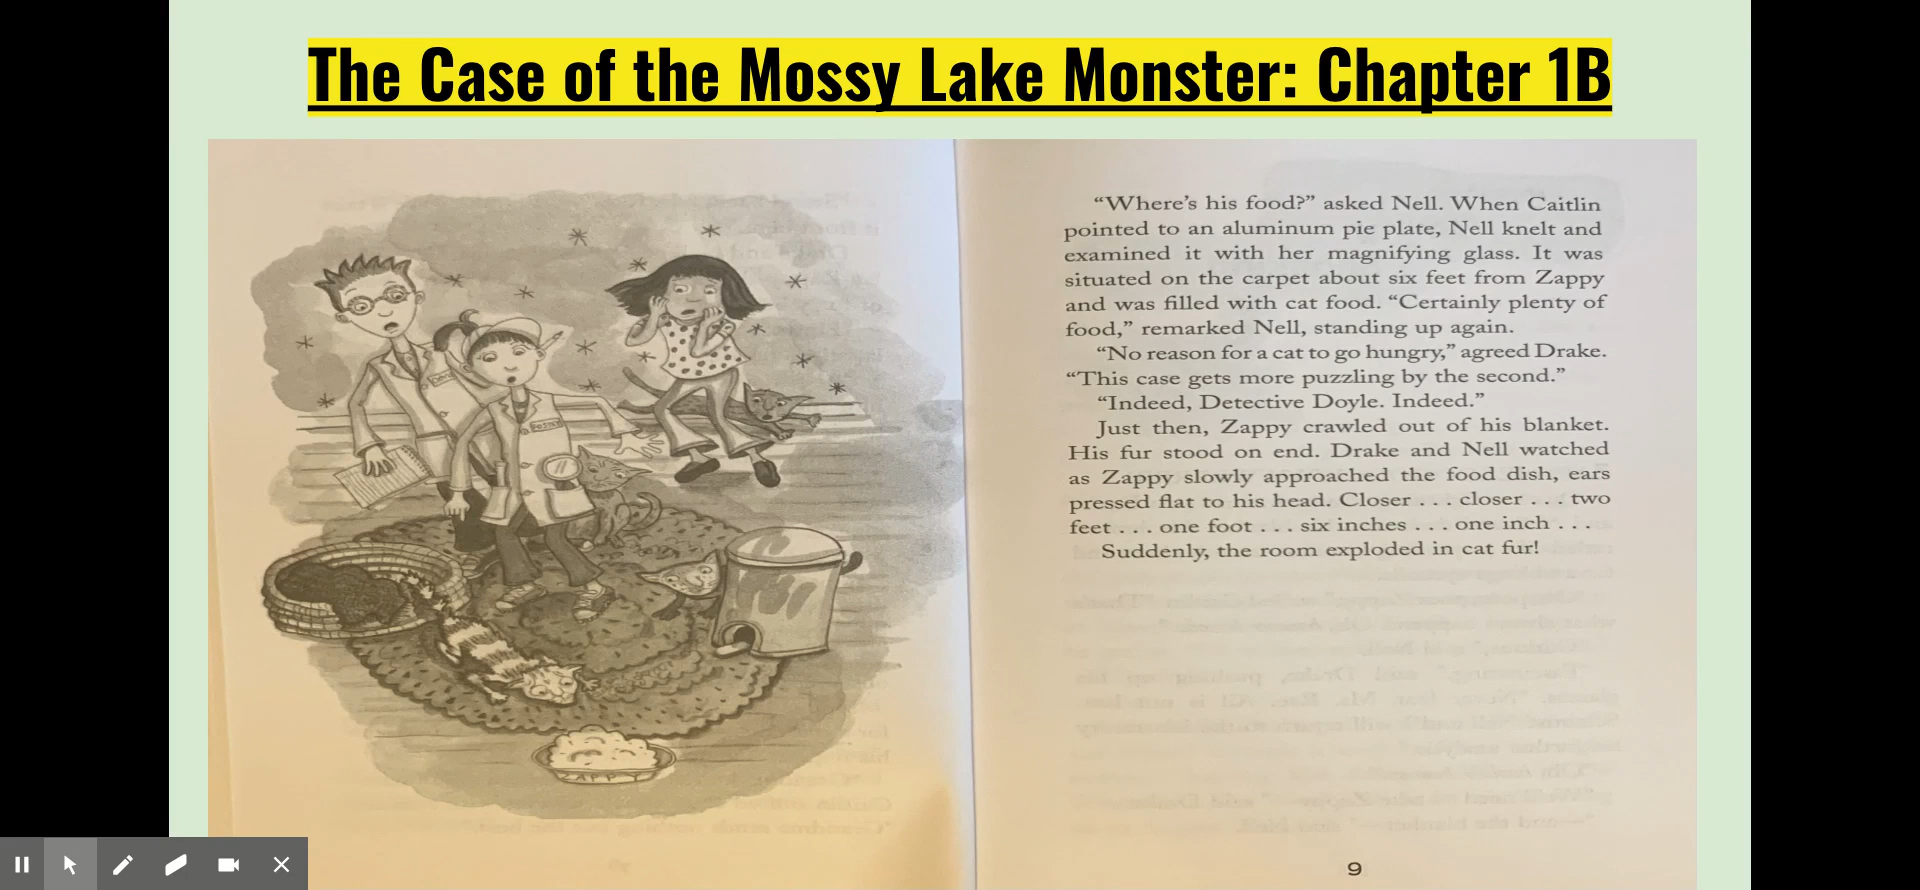 The Case of the Mossy Lake Monster: Chapter 1B
ZAPPY
“Where’s his food?” asked Nell. When Caitlin
pointed to an aluminum pie plate, Nell knelt and
examined it with her magnifying glass. It was
situated on the carpet about six feet from Zappy
and was filled with cat food. “Certainly plenty of
food,” remarked Nell, standing up again.
“No reason for a cat to go hungry,” agreed Drake.
“This case gets more puzzling by the second.”
“Indeed, Detective Doyle. Indeed.”
Just then, Zappy crawled out of his blanket.
His fur stood on end. Drake and Nell watched
as Zappy slowly approached the food dish, ears
pressed flat to his head. Closer . . . closer . . . two
feet . . . one foot . . . six inches . . . one inch . . . .
Suddenly, the room exploded in cat fur!
9